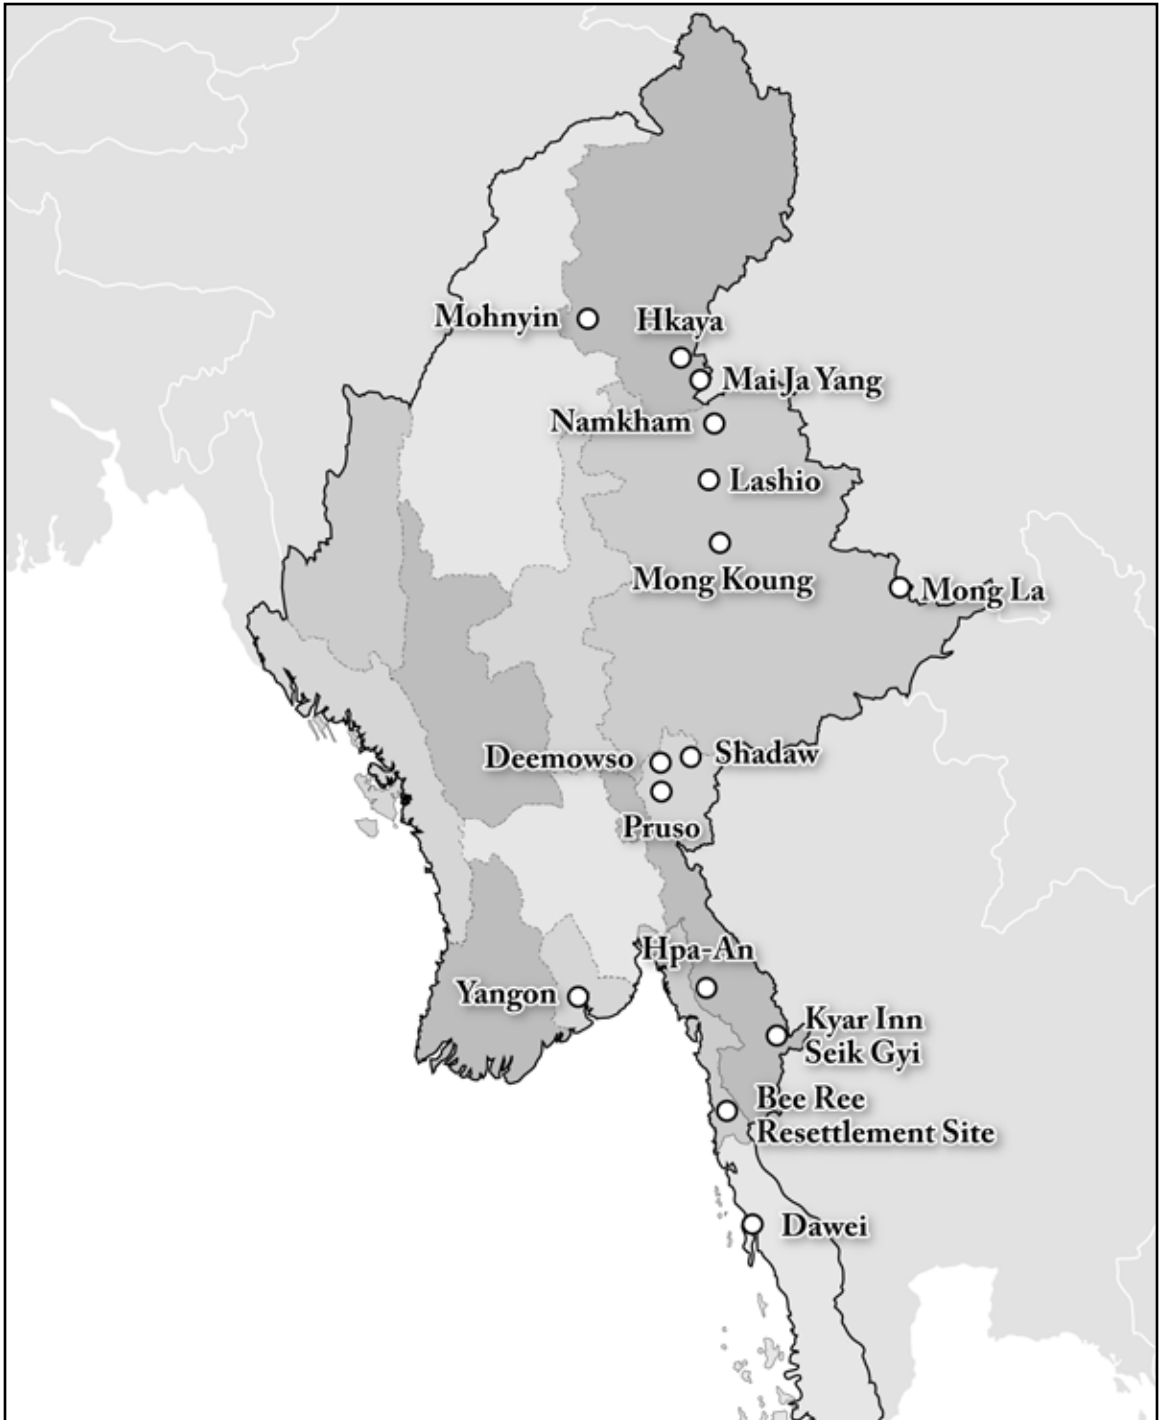 Mohnyin
Hkaya
Mai Ja Yang
Namkham
Lashio
Mong Koung
Mong La
Deemowso
Shadaw
Pruso
Hpa-An
Yangon
Kyar Inn
Seik Gyi
Bee Ree
Resettlement Site
Dawei